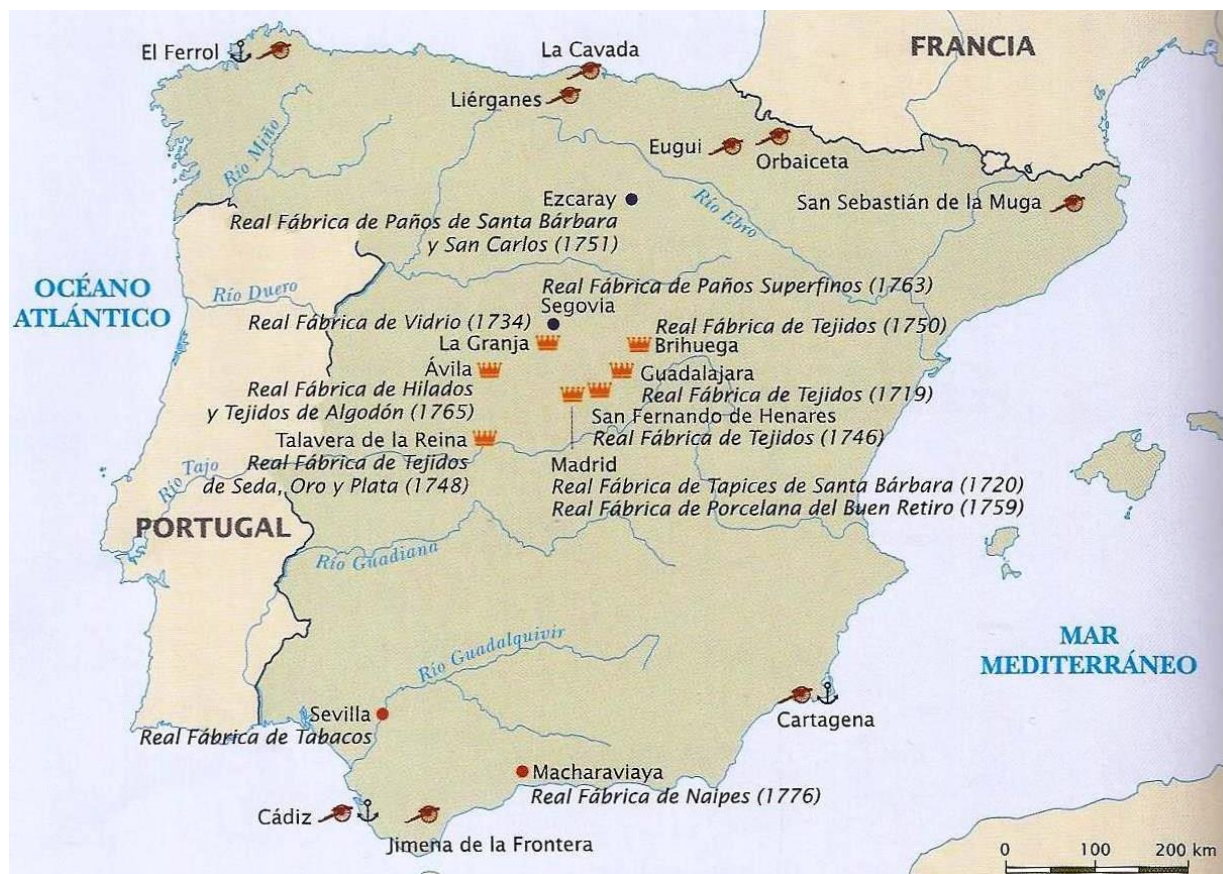 El Ferrol
La Cavada
FRANCIA
Liérganes
Río Miño
Eugui
Orbaiceta
Ezcaray
Río Ebro
San Sebastián de la Muga
Real Fábrica de Paños de Santa Bárbara
y San Carlos (1751)
OCÉANO
ATLÁNTICO
Río Duero
Real Fábrica de Paños Superfinos (1763)
Segovia
Real Fábrica de Vidrio (1734)
La Granja
Real Fábrica de Tejidos (1750)
Brihuega
Ávila
Real Fábrica de Hilados
y Tejidos de Algodón (1765)
Guadalajara
Real Fábrica de Tejidos (1719)
San Fernando de Henares
Real Fábrica de Tejidos (1746)
Talavera de la Reina
Real Fábrica de Tejidos
de Seda, Oro y Plata (1748)
Río Tajo
Madrid
Real Fábrica de Tapices de Santa Bárbara (1720)
Real Fábrica de Porcelana del Buen Retiro (1759)
PORTUGAL
Río Guadiana
Río Guadalquivir
MAR
MEDITERRÁNEO
Sevilla
Real Fábrica de Tabacos
Cartagena
Macharaviaya
Real Fábrica de Naipes (1776)
Cádiz
Jimena de la Frontera
0 100 200 km